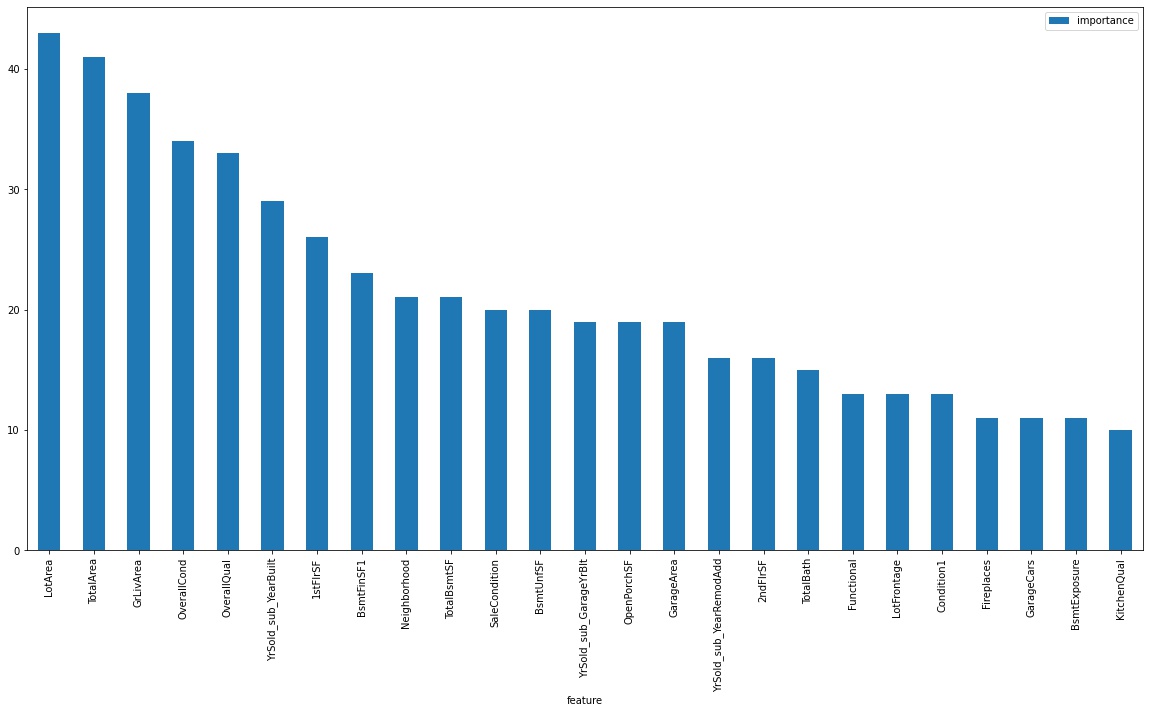 importance
40
30
20
10
0
LotArea
TotalArea
GrLivArea
OverallCond
OverallQual
YrSold_sub_YearBuilt
1stFlrSF
BsmtFinSF1
Neighborhood
TotalBsmtSF
SaleCondition
BsmtUnfSF
YrSold_sub_GarageYrBlt
OpenPorchSF
GarageArea
YrSold_sub_YearRemodAdd
2ndFlrSF
TotalBath
Functional
LotFrontage
Condition1
Fireplaces
GarageCars
BsmtExposure
KitchenQual
feature